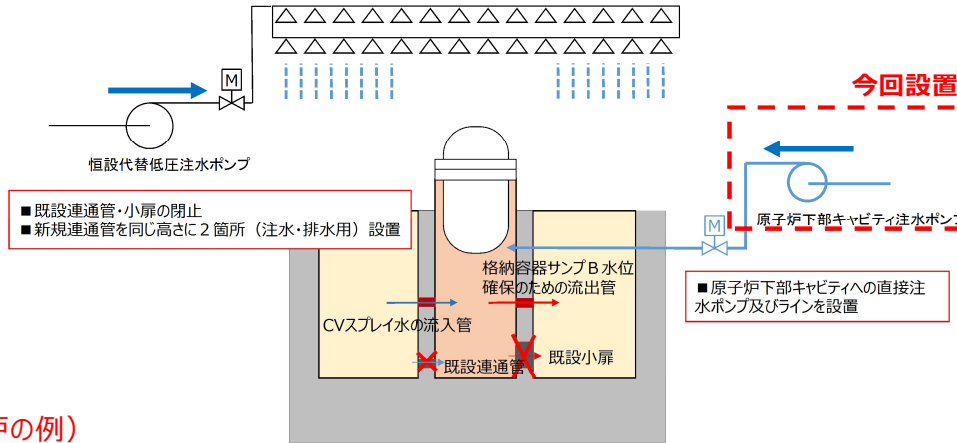 M
今回設置
恒設代替低圧注水ポンプ
■既設連通管・小扉の閉止
■新規連通管を同じ高さに２箇所（注水・排水用）設置
M
原子炉下部キャビティ注水ポンプ
格納容器サンプＢ水位
確保のための流出管
■原子炉下部キャビティへの直接注
水ポンプ及びラインを設置
CVスプレイ水の流入管
既設連通管
既設小扉
の例）